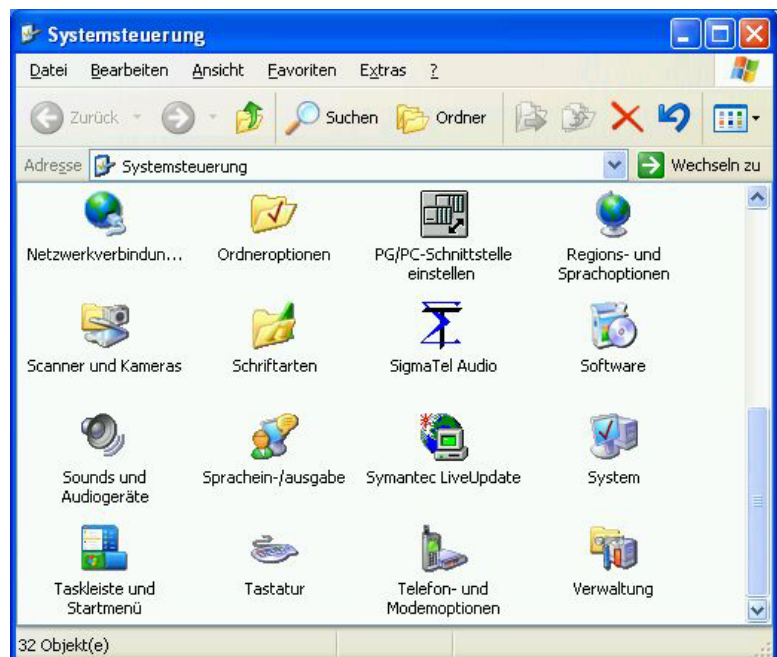 Systemsteuerung
Datei Bearbeiten Ansicht Favoriten Extras ?
Zurück Suchen Ordner
Adresse Systemsteuerung Wechseln zu
Netzwerkverbindun... Ordneroptionen PG/PC-Schnittstelle einstellen Regions- und Sprachoptionen
Scanner und Kameras Schriftarten SigmaTel Audio Software
Sounds und Audiogeräte Sprachein-/ausgabe Symantec LiveUpdate System
Taskleiste und Startmenü Tastatur Telefon- und Modemoptionen Verwaltung
32 Objekt(e)